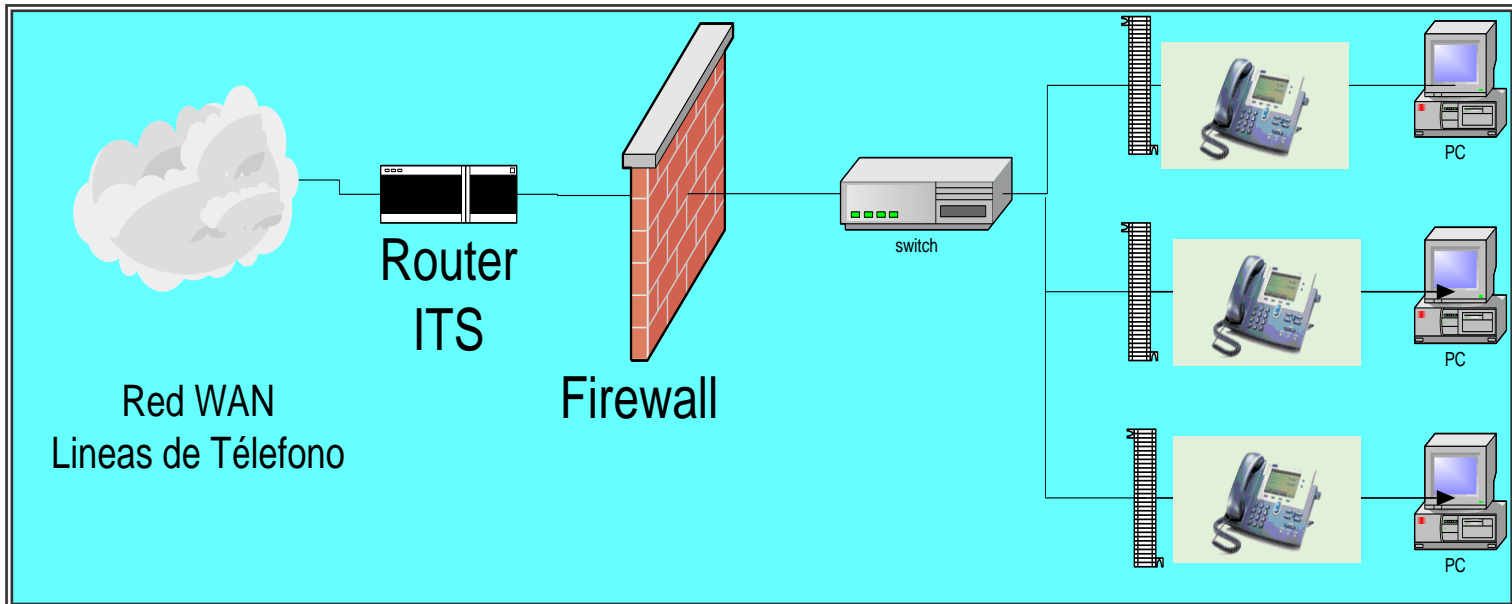 Red WAN
Lineas de Télefono
Router
ITS
Firewall
switch
PC
PC
PC